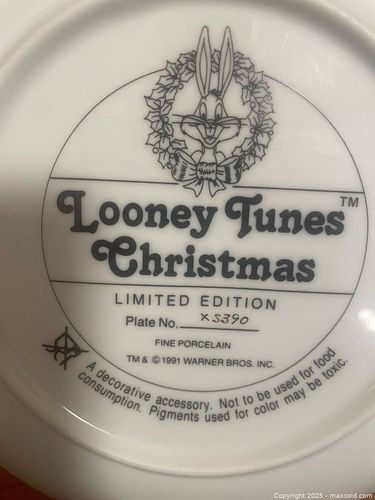 Looney Tunes™
Christmas
LIMITED EDITION
Plate No. XS390
FINE PORCELAIN
TM & © 1991 WARNER BROS. INC.
A decorative accessory. Not to be used for food
consumption. Pigments used for color may be toxic.
Copyright 2025 - maxsold.com